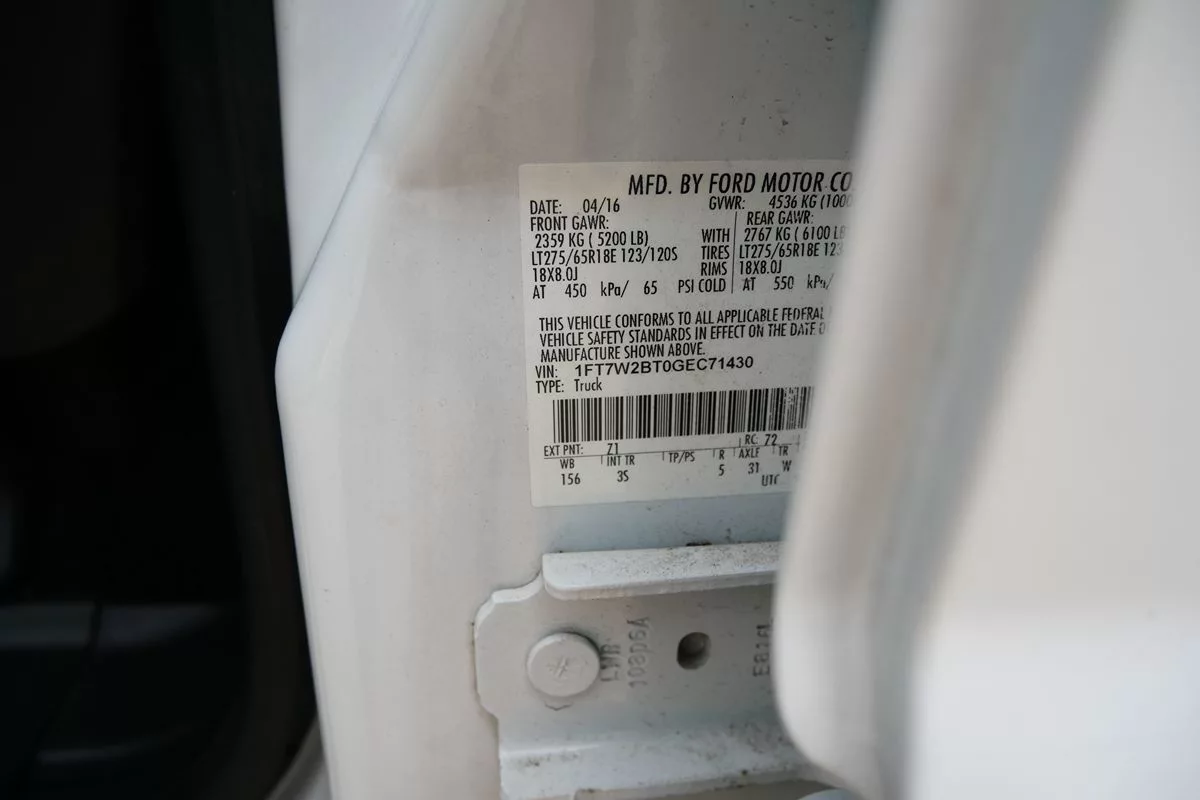 MFD. BY FORD MOTOR CO
DATE: 04/16 GVWR: 4536 KG (1000
FRONT GAWR: REAR GAWR:
2359 KG ( 5200 LB) WITH 2767 KG ( 6100 LB
LT275/65R18E 123/120S TIRES LT275/65R18E 123/
18X8.0J RIMS 18X8.0J
AT 450 kPa/ 65 PSI COLD AT 550 kPa/
THIS VEHICLE CONFORMS TO ALL APPLICABLE FEDERAL
VEHICLE SAFETY STANDARDS IN EFFECT ON THE DATE O
MANUFACTURE SHOWN ABOVE.
VIN: 1FT7W2BT0GEC71430
TYPE: Truck
EXT PNT: Z1 RC: 72
WB INT TR TP/PS R AXLE TR
156 3S 5 31 W
UTC
108D6A